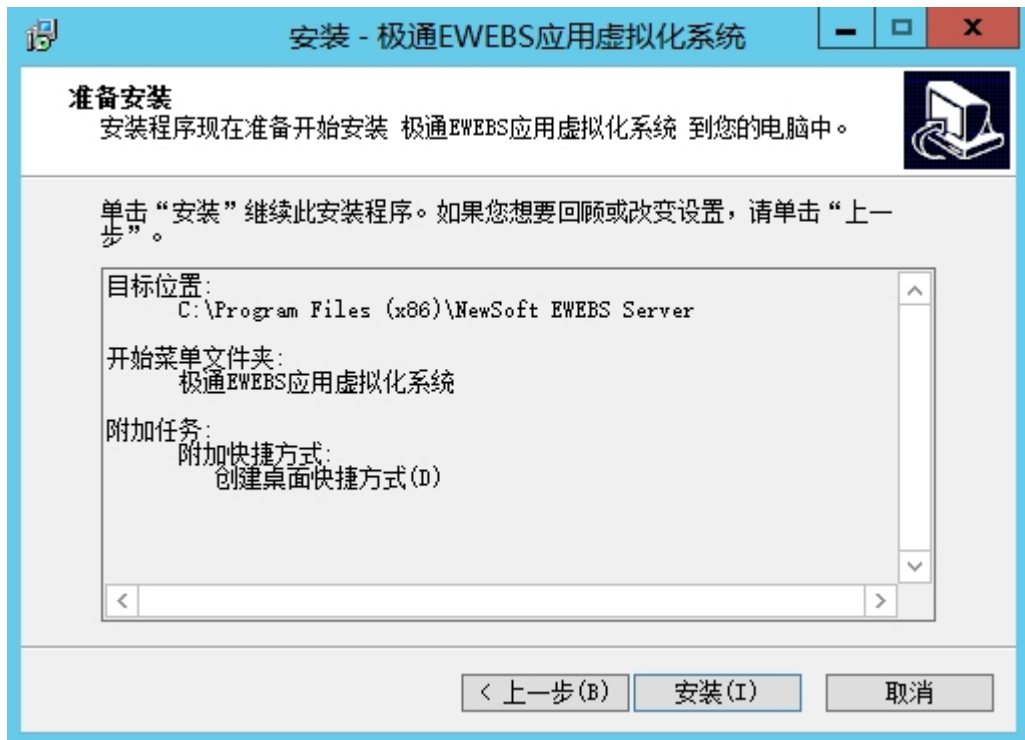 安装 - 极通EWEBS应用虚拟化系统
准备安装
安装程序现在准备开始安装 极通EWEBS应用虚拟化系统 到您的电脑中。
单击“安装”继续此安装程序。如果您想要回顾或改变设置，请单击“上一
步”。
目标位置:
C:\Program Files (x86)\NewSoft EWEBS Server
开始菜单文件夹:
极通EWEBS应用虚拟化系统
附加任务:
附加快捷方式:
创建桌面快捷方式(D)
< 上一步(B) 安装(I) 取消